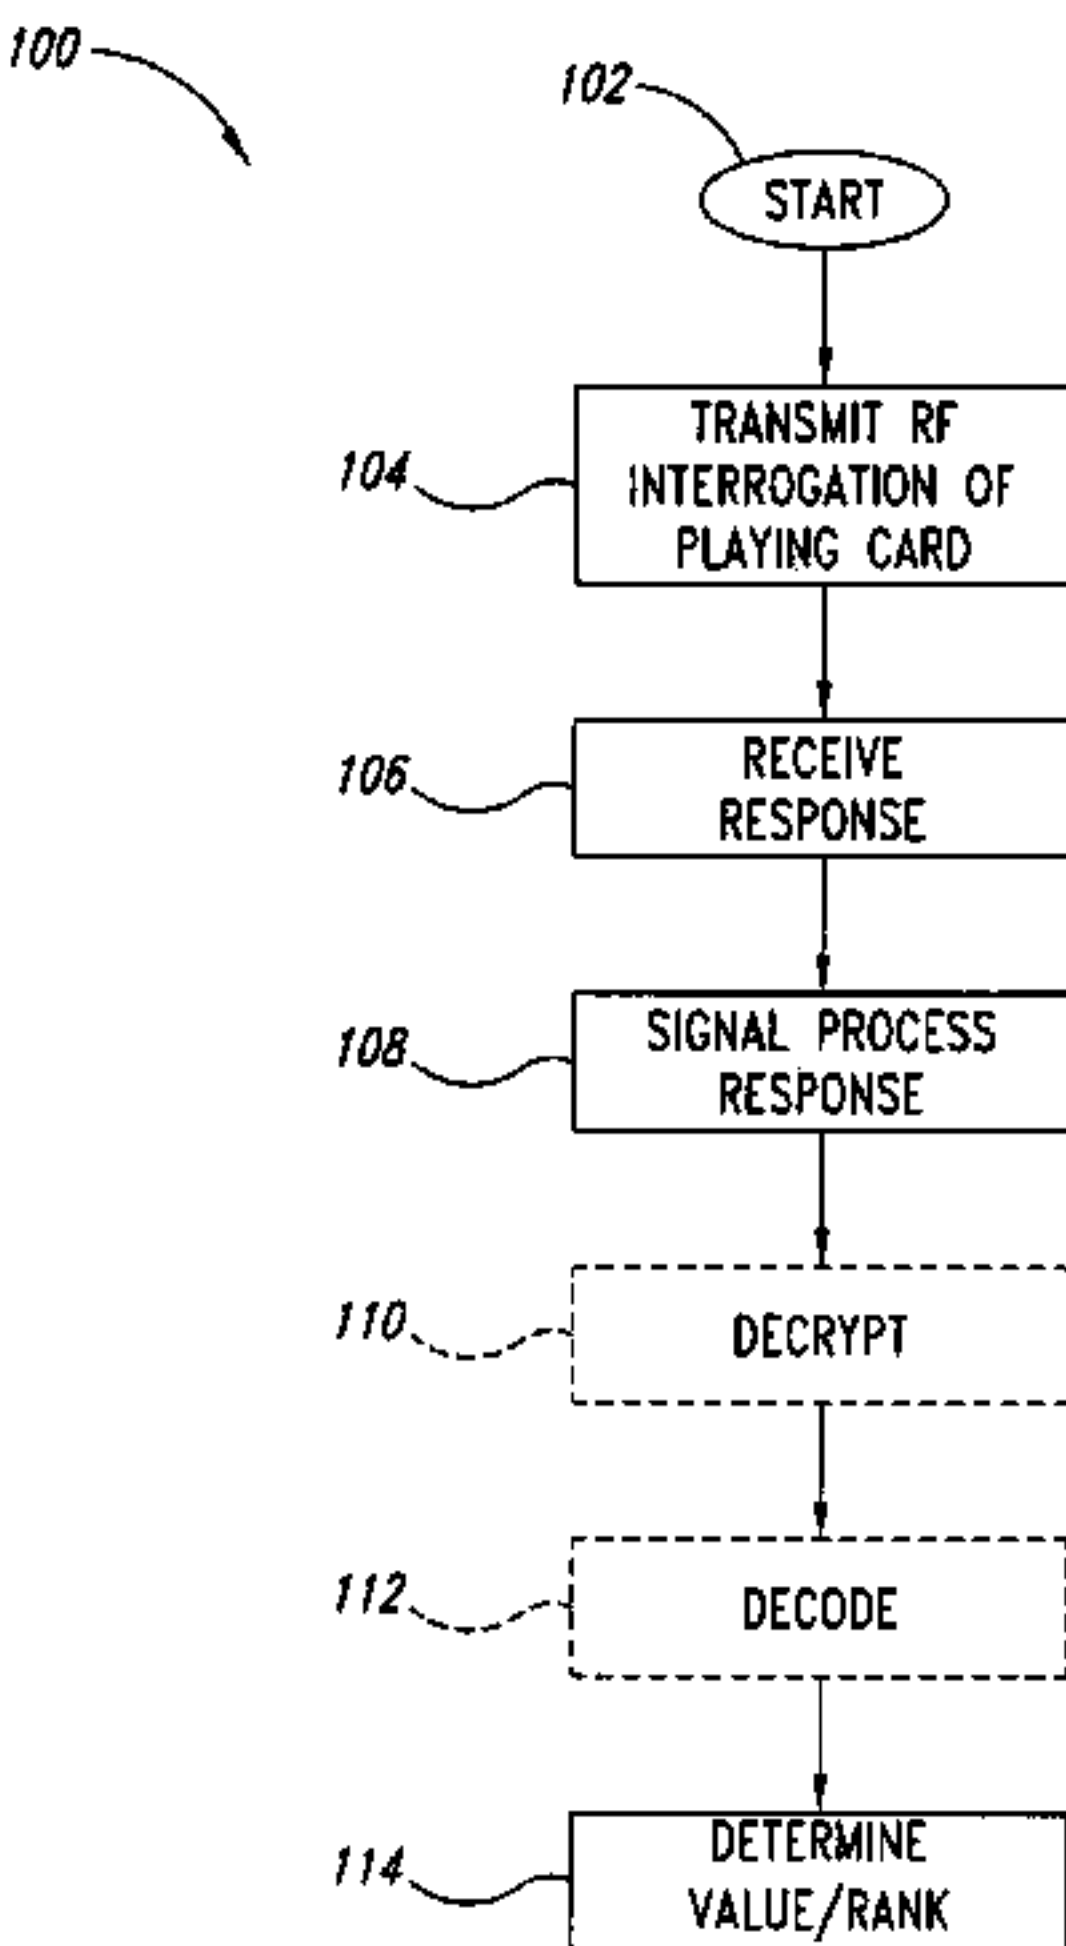 100
102
START
104
TRANSMIT RF
INTERROGATION OF
PLAYING CARD
106
RECEIVE
RESPONSE
108
SIGNAL PROCESS
RESPONSE
110
DECRYPT
112
DECODE
114
DETERMINE
VALUE/RANK